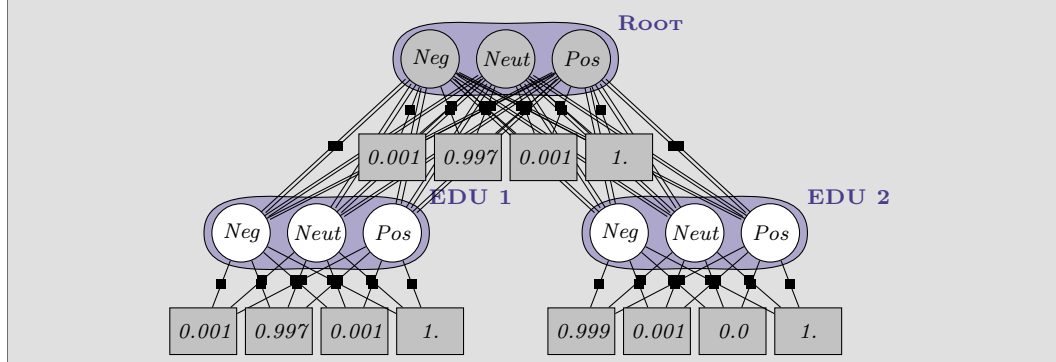 ROOT
Neg Neut Pos
0.001 0.997 0.001 1.
EDU 1 EDU 2
Neg Neut Pos Neg Neut Pos
0.001 0.997 0.001 1. 0.999 0.001 0.0 1.